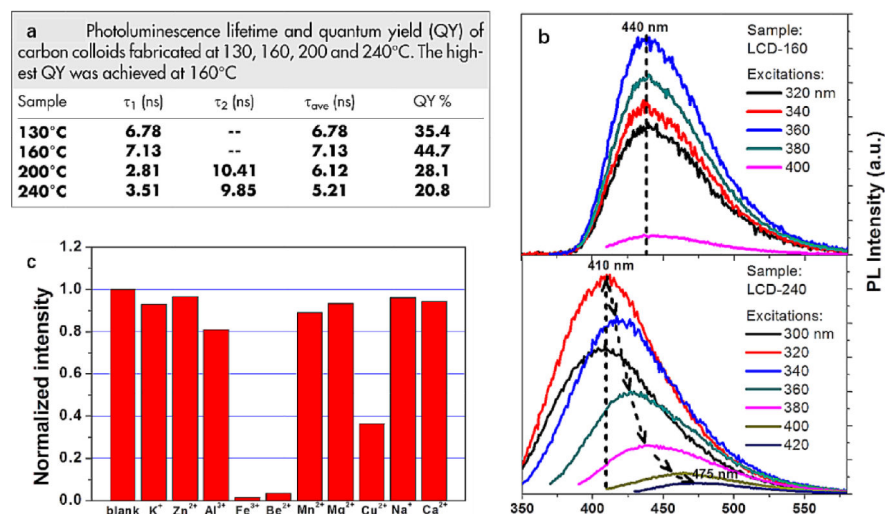 a Photoluminescence lifetime and quantum yield (QY) of
carbon colloids fabricated at 130, 160, 200 and 240°C. The high-
est QY was achieved at 160°C
Sample τ1 (ns) τ2 (ns) τave (ns) QY %
130°C 6.78 -- 6.78 35.4
160°C 7.13 -- 7.13 44.7
200°C 2.81 10.41 6.12 28.1
240°C 3.51 9.85 5.21 20.8
b
440 nm
Sample:
LCD-160
Excitations:
320 nm
340
360
380
400
410 nm
475 nm
Sample:
LCD-240
Excitations:
300 nm
320
340
360
380
400
420
350 400 450 500 550
PL Intensity (a.u.)
c
Normalized intensity
1.2
1.0
0.8
0.6
0.4
0.2
0.0
blank K⁺ Zn²⁺ Al³⁺ Fe³⁺ Be²⁺ Mn²⁺ Mg²⁺ Cu²⁺ Na⁺ Ca²⁺